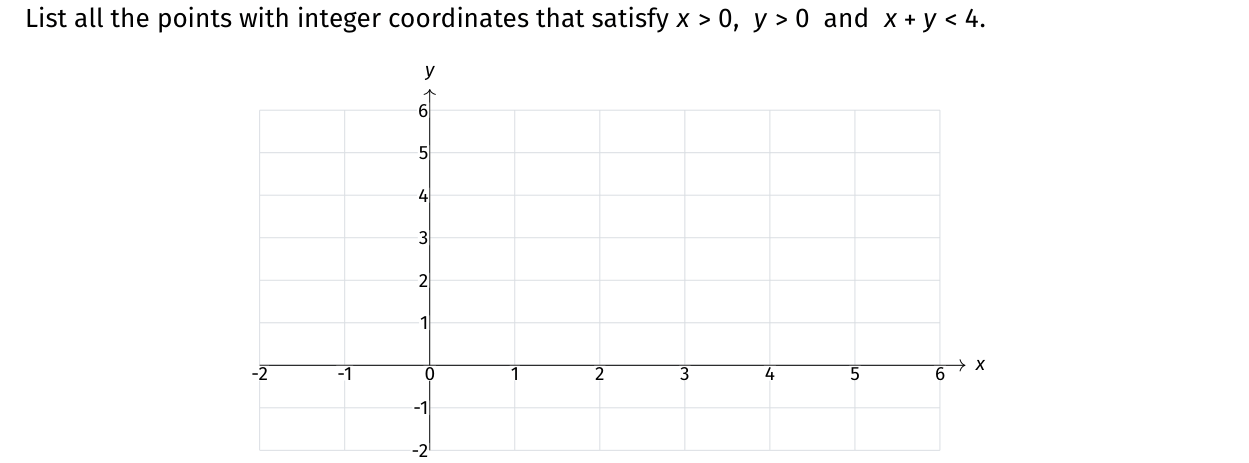 List all the points with integer coordinates that satisfy x > 0, y > 0 and x + y < 4.
y
6
5
4
3
2
1
-2 -1 0 1 2 3 4 5 6 x
-1
-2